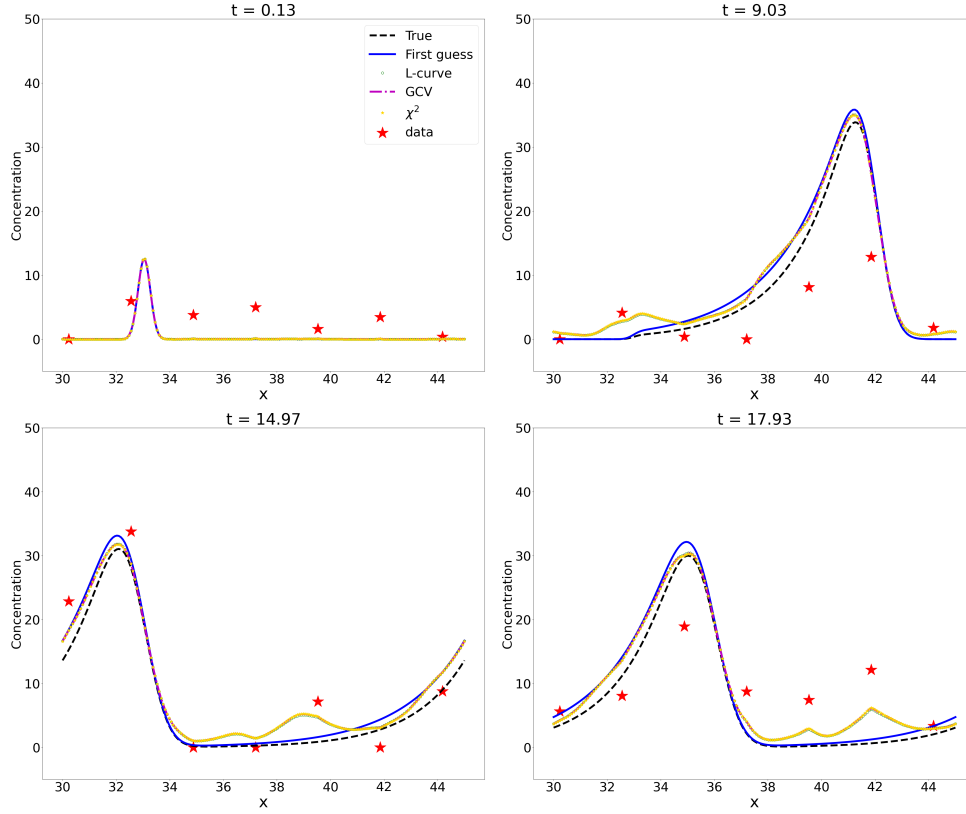 t = 0.13
50
40
30
20
10
0
Concentration
30 32 34 36 38 40 42 44
x
True
First guess
L-curve
GCV
χ²
data
t = 9.03
50
40
30
20
10
0
Concentration
30 32 34 36 38 40 42 44
x
t = 14.97
50
40
30
20
10
0
Concentration
30 32 34 36 38 40 42 44
x
t = 17.93
50
40
30
20
10
0
Concentration
30 32 34 36 38 40 42 44
x